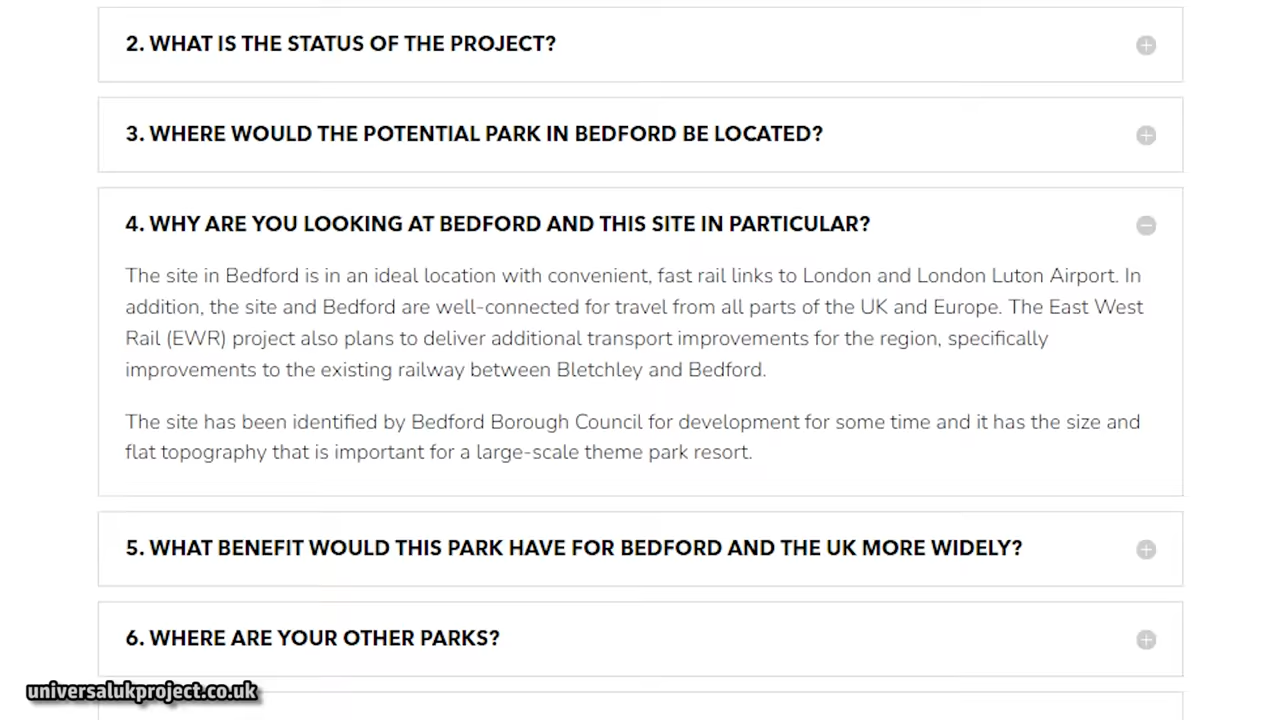 2. WHAT IS THE STATUS OF THE PROJECT?
3. WHERE WOULD THE POTENTIAL PARK IN BEDFORD BE LOCATED?
4. WHY ARE YOU LOOKING AT BEDFORD AND THIS SITE IN PARTICULAR?
The site in Bedford is in an ideal location with convenient, fast rail links to London and London Luton Airport. In
addition, the site and Bedford are well-connected for travel from all parts of the UK and Europe. The East West
Rail (EWR) project also plans to deliver additional transport improvements for the region, specifically
improvements to the existing railway between Bletchley and Bedford.
The site has been identified by Bedford Borough Council for development for some time and it has the size and
flat topography that is important for a large-scale theme park resort.
5. WHAT BENEFIT WOULD THIS PARK HAVE FOR BEDFORD AND THE UK MORE WIDELY?
6. WHERE ARE YOUR OTHER PARKS?
universalukproject.co.uk